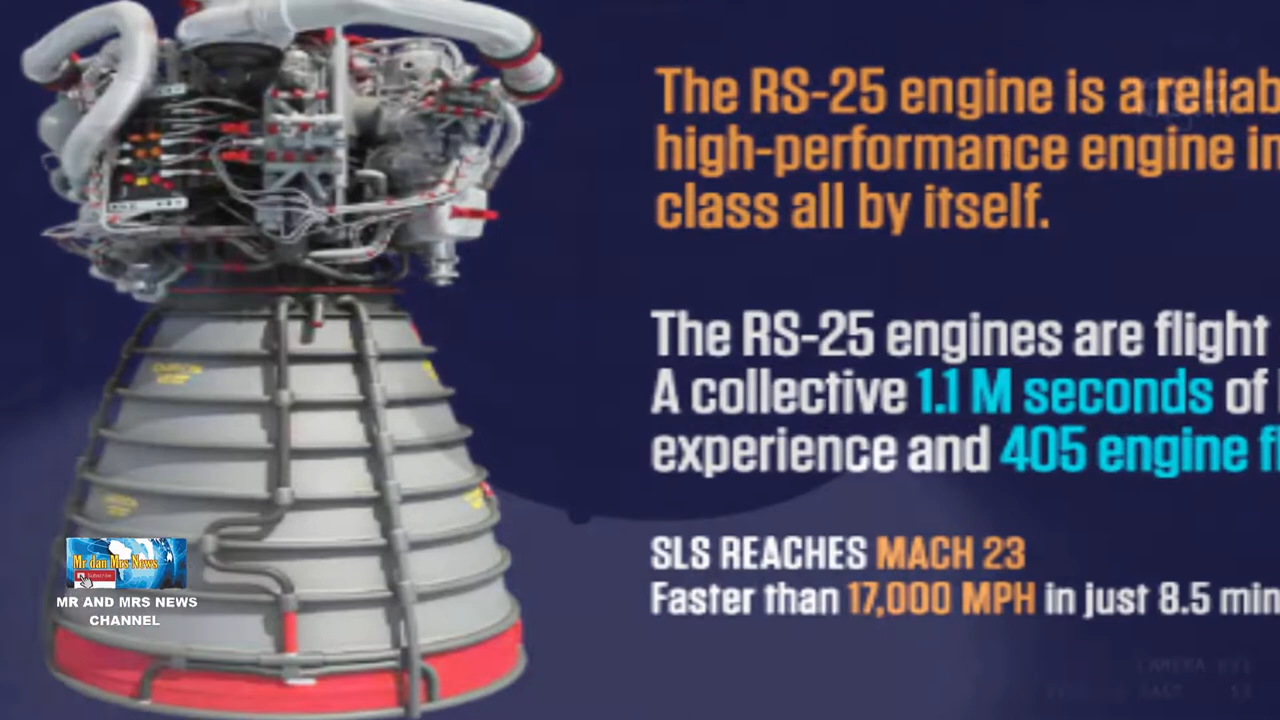 The RS-25 engine is a reliab
high-performance engine in
class all by itself.
The RS-25 engines are flight
A collective 1.1 M seconds of
experience and 405 engine fl
SLS REACHES MACH 23
Faster than 17,000 MPH in just 8.5 min
Mr dan Mrs News
Subscribe
MR AND MRS NEWS
CHANNEL
CAMERA